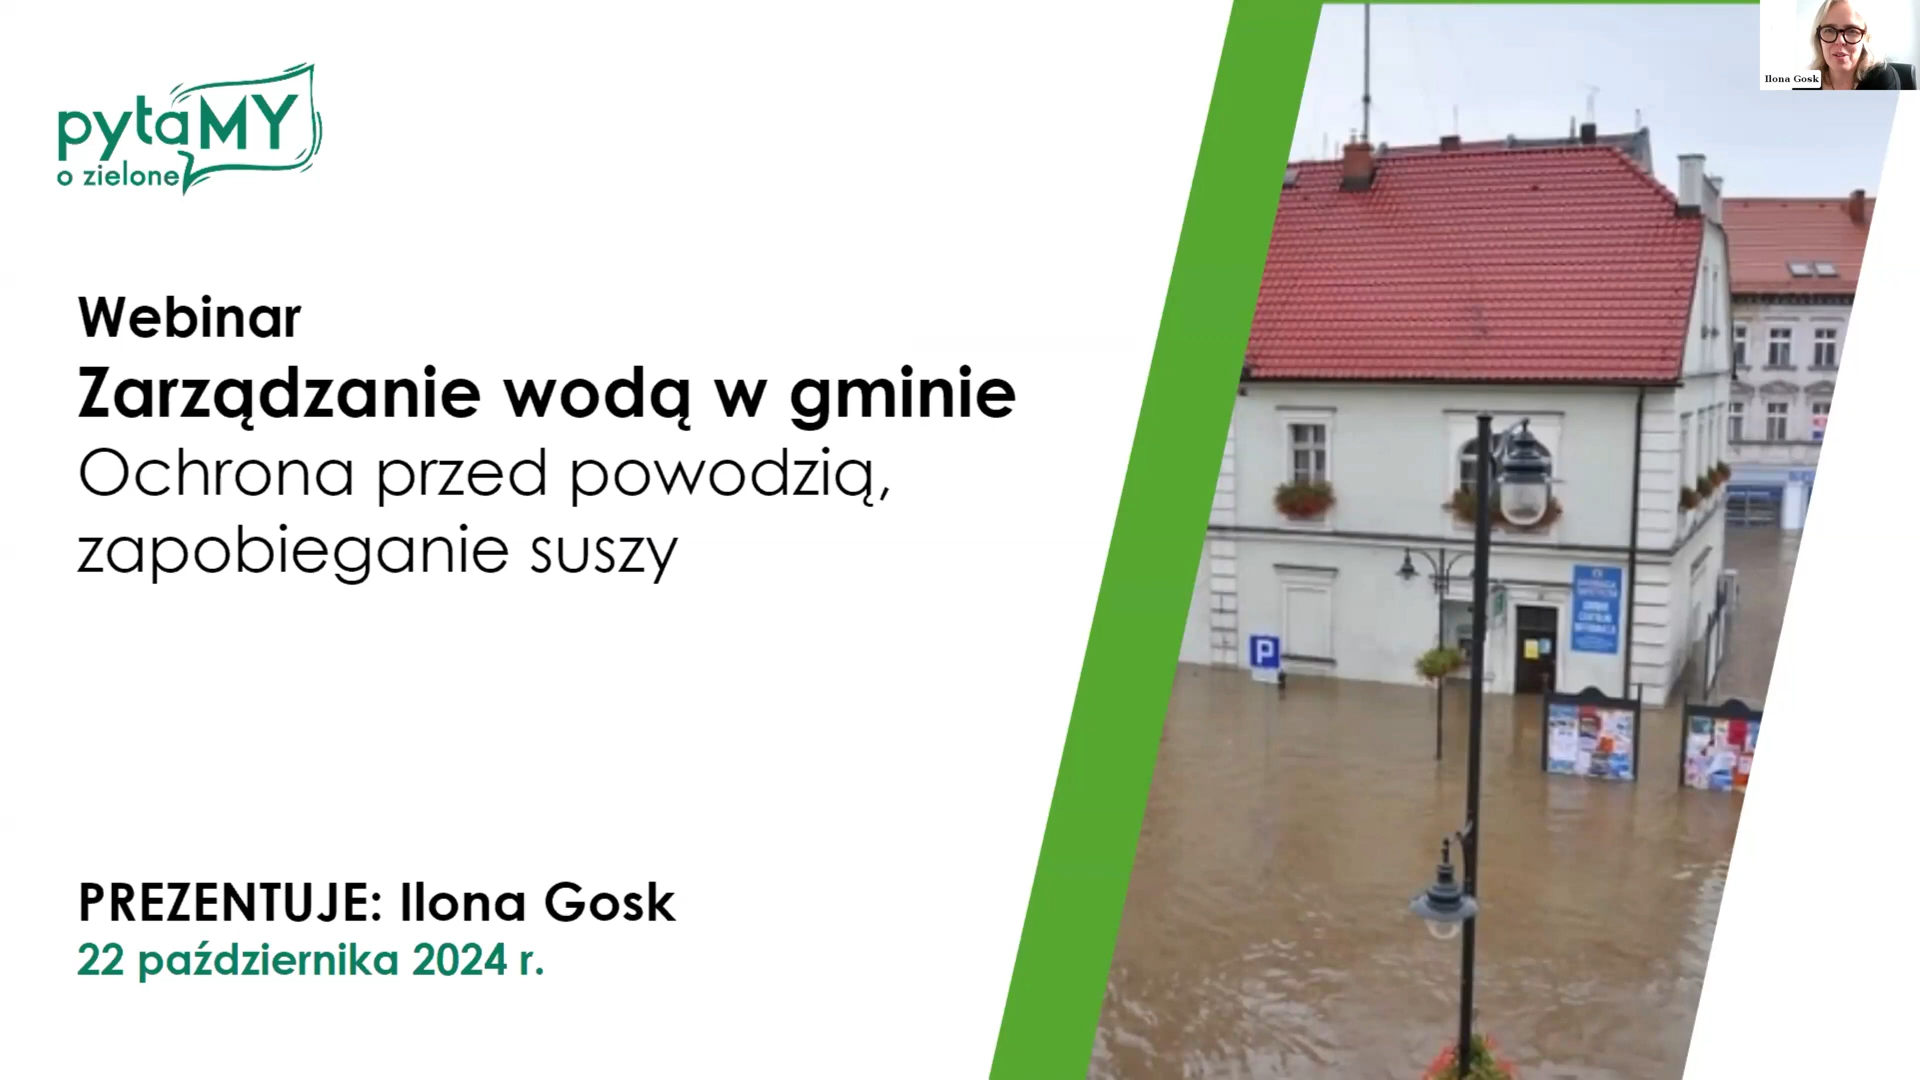 pytaMY
o zielone
Ilona Gosk
Webinar
Zarządzanie wodą w gminie
Ochrona przed powodzią,
zapobieganie suszy
P
PREZENTUJE: Ilona Gosk
22 października 2024 r.